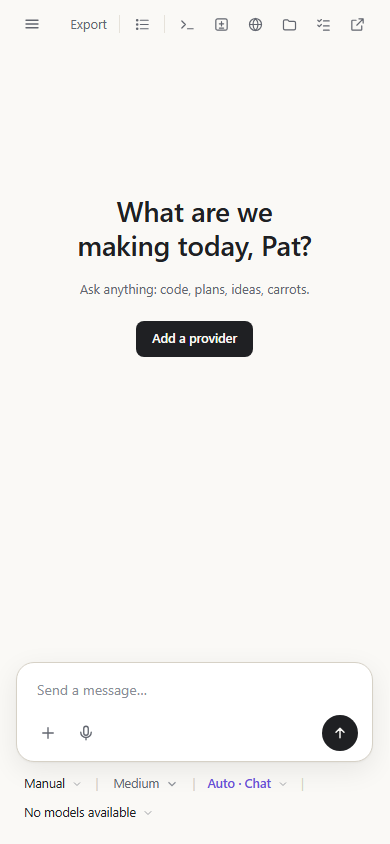 Export
What are we
making today, Pat?
Ask anything: code, plans, ideas, carrots.
Add a provider
Send a message...
Manual | Medium | Auto · Chat |
No models available